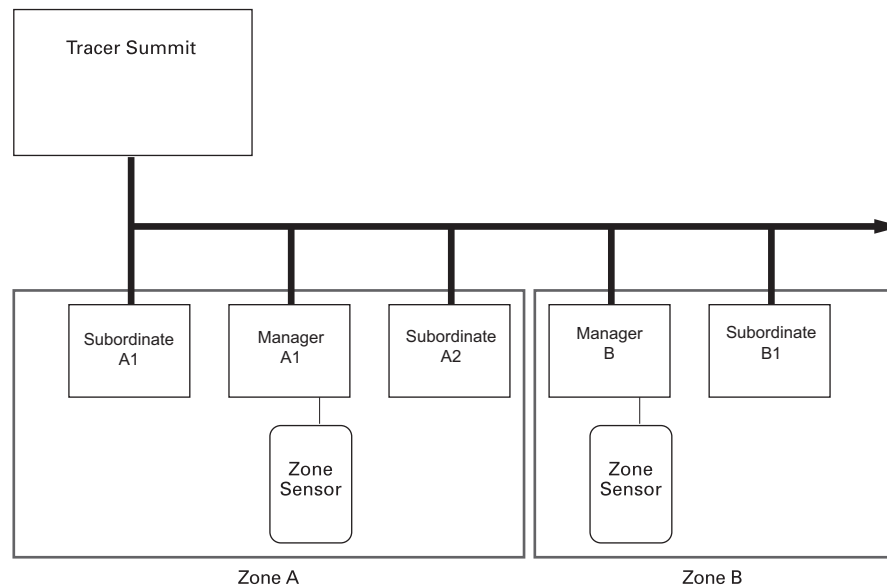 Tracer Summit
Subordinate
A1
Manager
A1
Subordinate
A2
Manager
B
Subordinate
B1
Zone
Sensor
Zone
Sensor
Zone A
Zone B